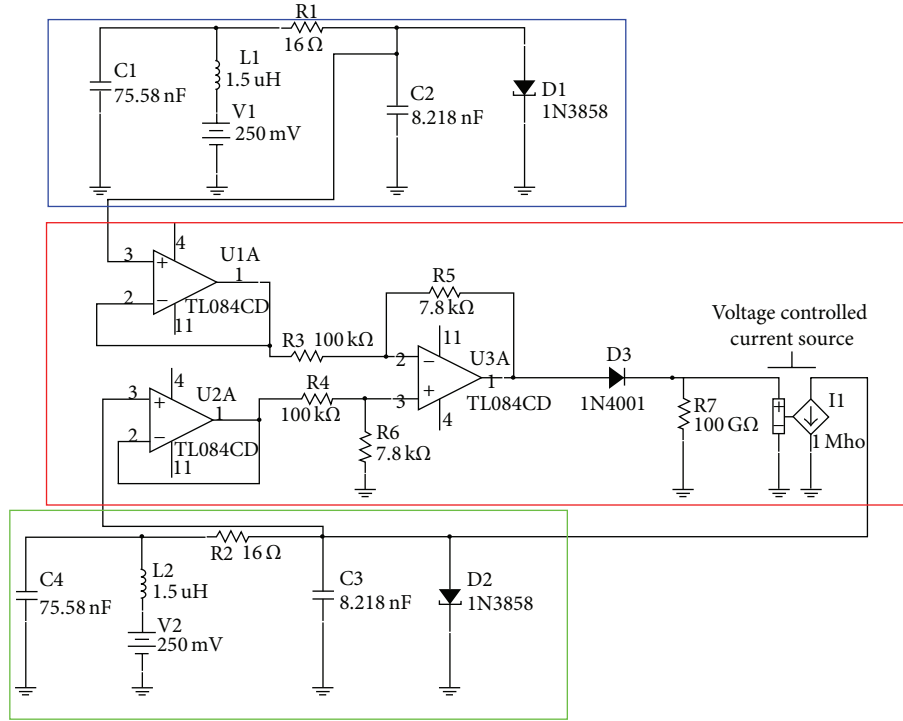 R1
16 Ω
L1
1.5 uH
C1
75.58 nF
V1
250 mV
C2
8.218 nF
D1
1N3858
4
3
+
U1A
1
2
−
TL084CD
11
R5
7.8 kΩ
R3 100 kΩ
11
2
−
U3A
1
3
+
TL084CD
4
4
3
+
U2A
1
2
−
TL084CD
11
R4
100 kΩ
R6
7.8 kΩ
D3
1N4001
R7
100 GΩ
Voltage controlled
current source
+
I1
1 Mho
R2 16 Ω
C4
75.58 nF
L2
1.5 uH
V2
250 mV
C3
8.218 nF
D2
1N3858